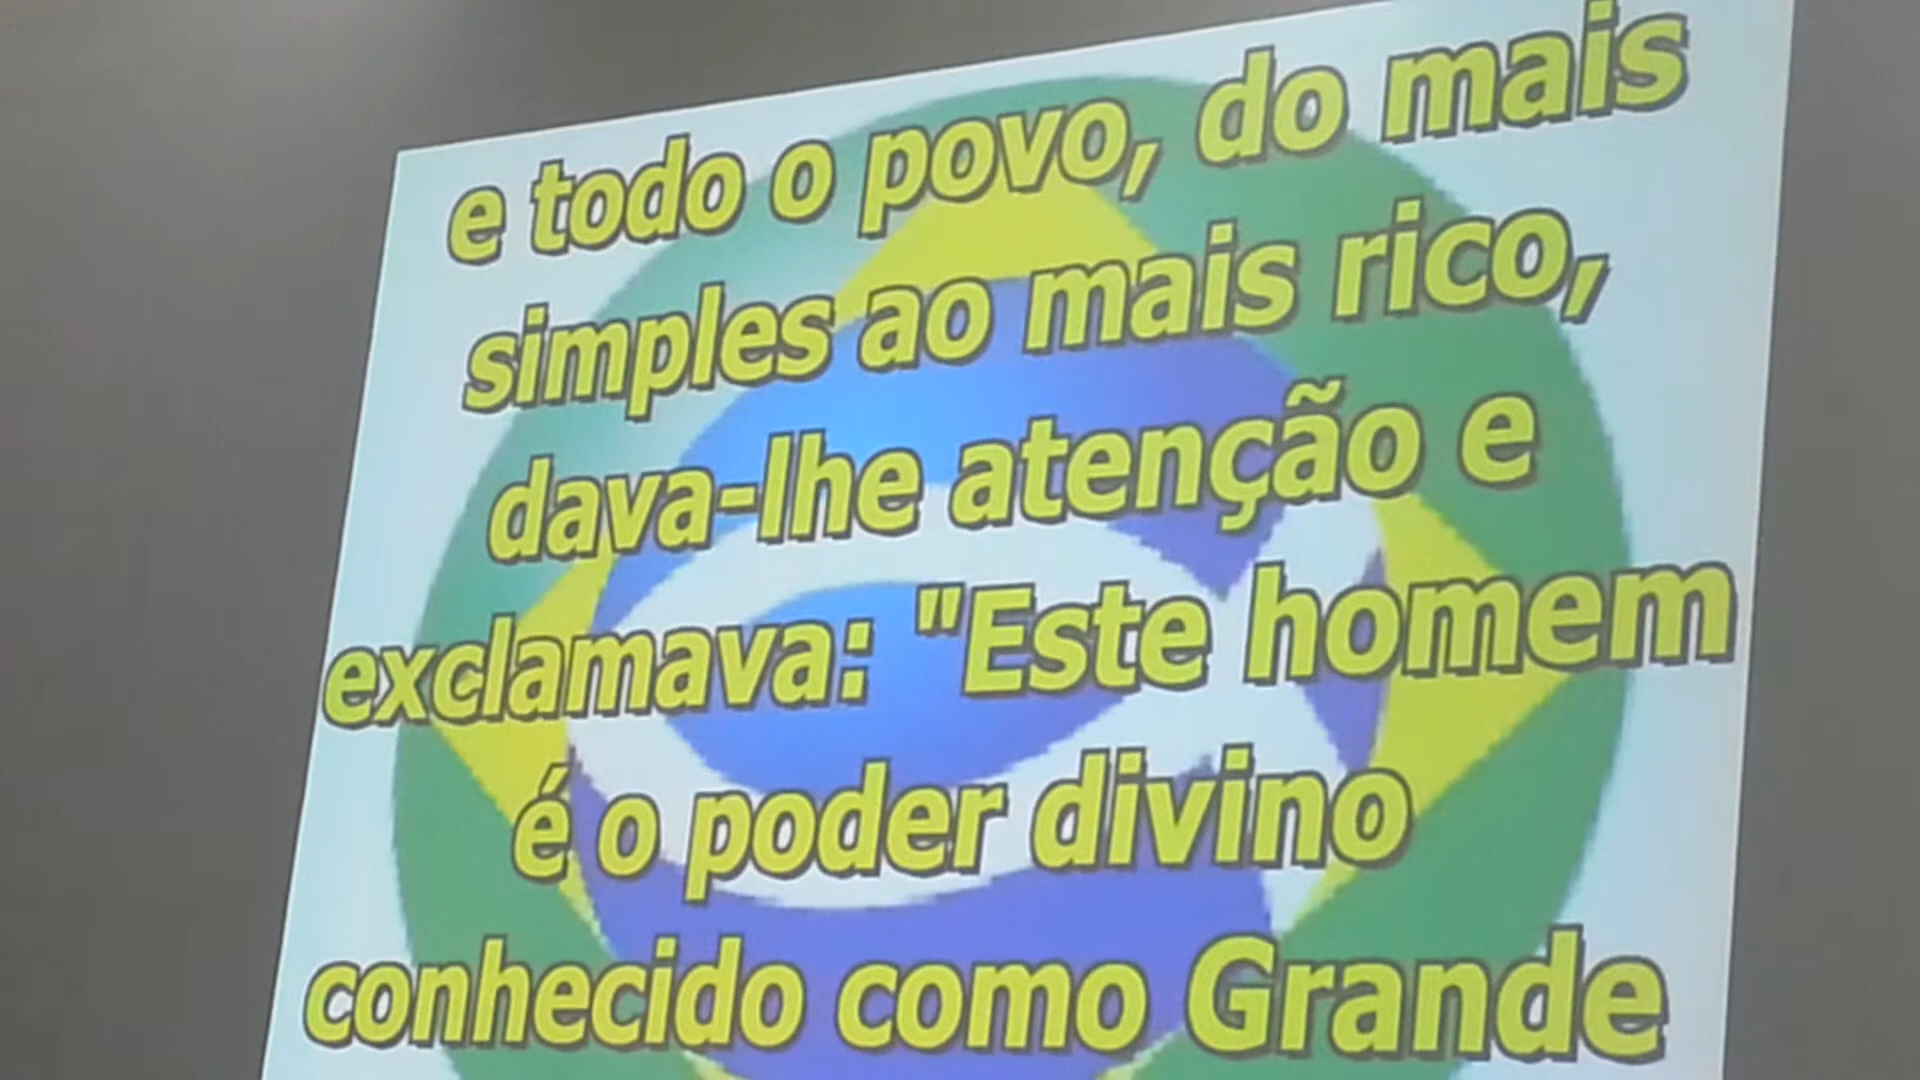 e todo o povo, do mais
simples ao mais rico,
dava-lhe atenção e
exclamava: "Este homem
é o poder divino
conhecido como Grande